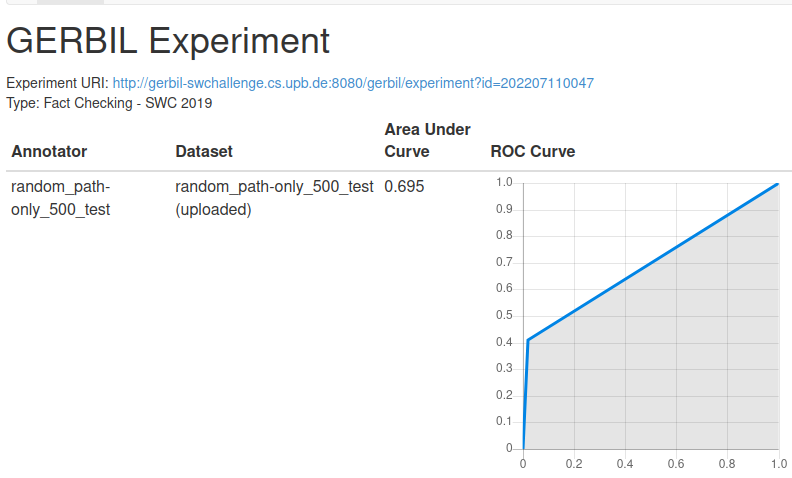 GERBIL Experiment
Experiment URI: http://gerbil-swchallenge.cs.upb.de:8080/gerbil/experiment?id=202207110047
Type: Fact Checking - SWC 2019
Annotator Dataset Area Under Curve ROC Curve
random_path-only_500_test random_path-only_500_test (uploaded) 0.695
1.0
0.9
0.8
0.7
0.6
0.5
0.4
0.3
0.2
0.1
0
0 0.2 0.4 0.6 0.8 1.0